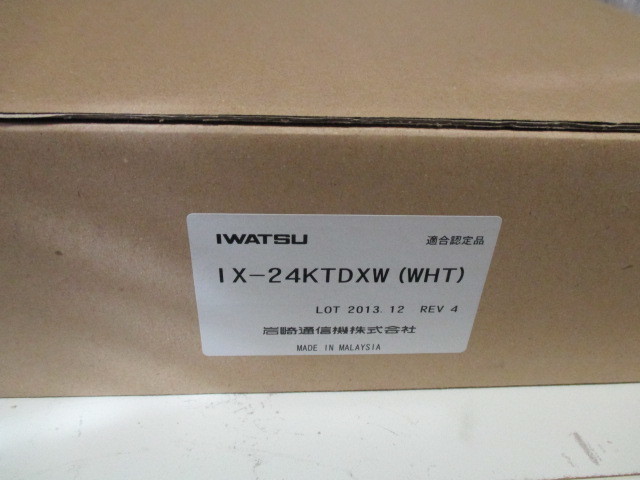 IWATSU 適合認定品
IX-24KTDXW (WHT)
LOT 2013.12 REV 4
岩崎通信機株式会社
MADE IN MALAYSIA